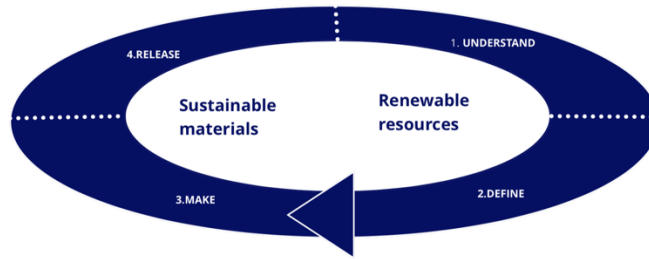 4.RELEASE
1. UNDERSTAND
Sustainable
materials
Renewable
resources
3.MAKE
2.DEFINE